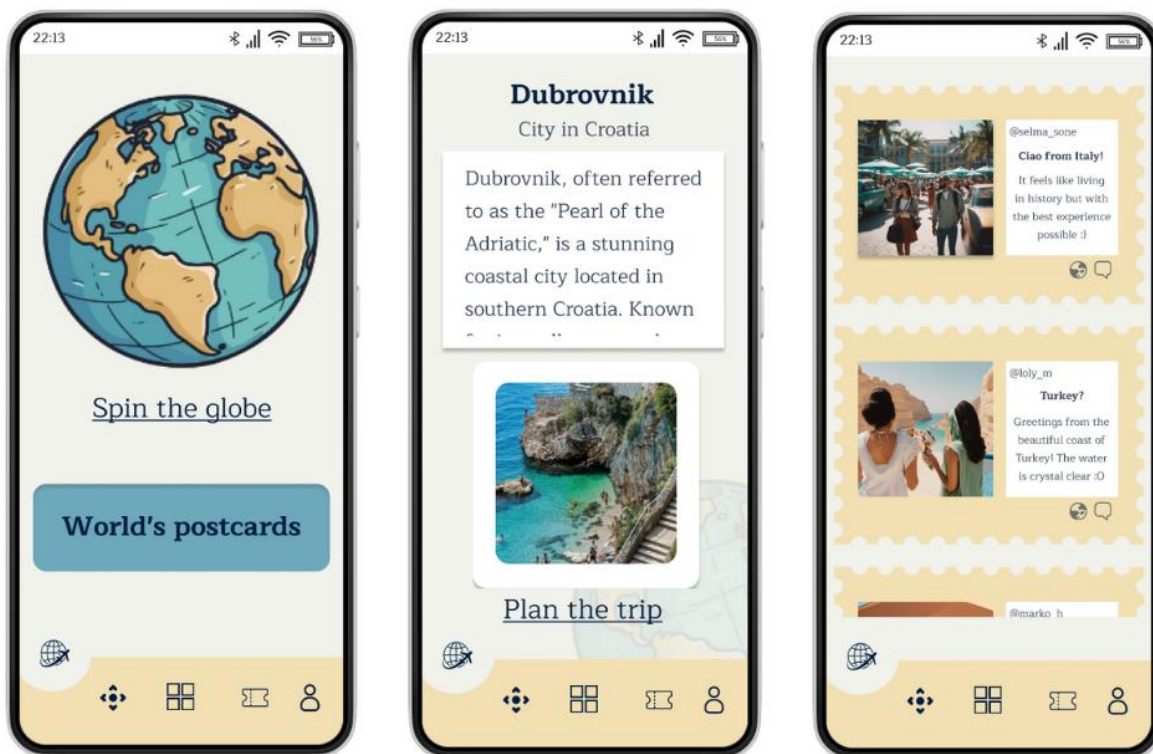 22:13
56%
Spin the globe
World's postcards
22:13
56%
Dubrovnik
City in Croatia
Dubrovnik, often referred
to as the "Pearl of the
Adriatic," is a stunning
coastal city located in
southern Croatia. Known
Plan the trip
22:13
56%
@selma_sone
Ciao from Italy!
It feels like living
in history but with
the best experience
possible :)
@loly_m
Turkey?
Greetings from the
beautiful coast of
Turkey! The water
is crystal clear :O
@marko_h